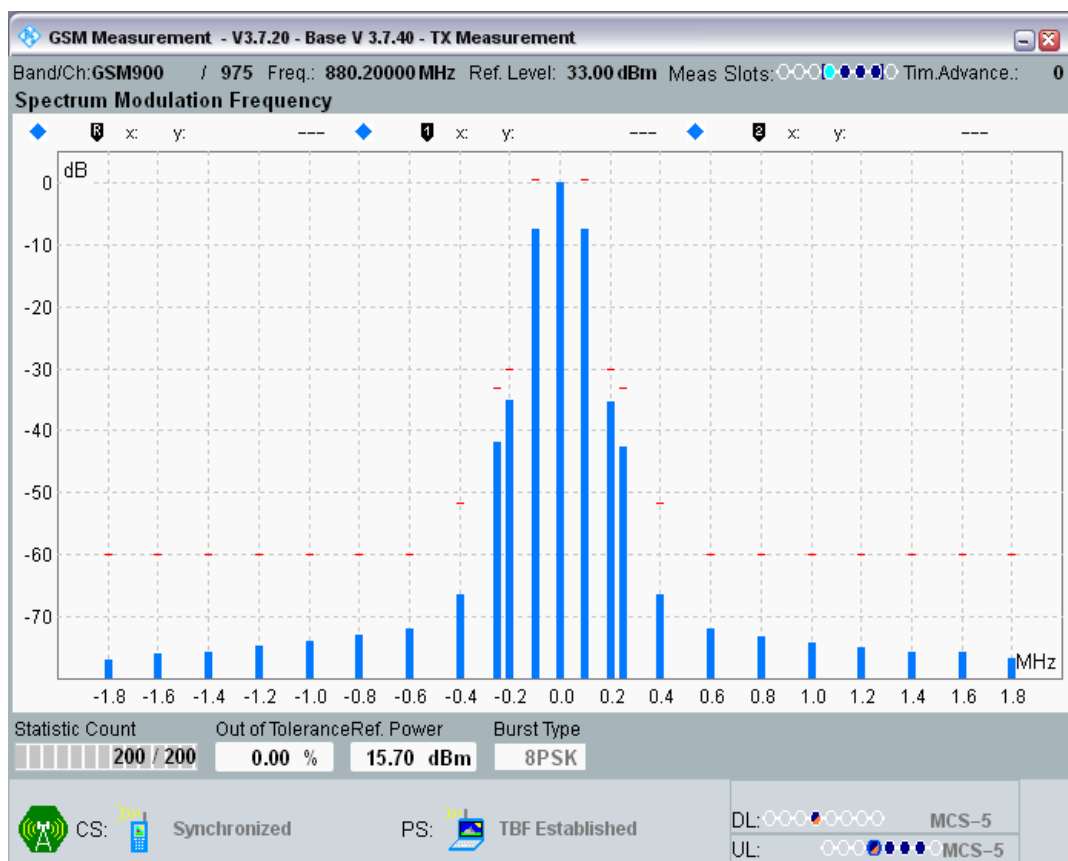 GSM Measurement - V3.7.20 - Base V 3.7.40 - TX Measurement
Band/Ch:GSM900 / 975 Freq.: 880.20000 MHz Ref. Level: 33.00 dBm Meas Slots: Tim.Advance.: 0
Spectrum Modulation Frequency
R x: y: --- 1 x: y: --- 2 x: y: ---
dB
0
-10
-20
-30
-40
-50
-60
-70
MHz
-1.8 -1.6 -1.4 -1.2 -1.0 -0.8 -0.6 -0.4 -0.2 0.0 0.2 0.4 0.6 0.8 1.0 1.2 1.4 1.6 1.8
Statistic Count Out of Tolerance Ref. Power Burst Type
200 / 200 0.00 % 15.70 dBm 8PSK
CS: Synchronized PS: TBF Established DL: MCS-5
UL: MCS-5